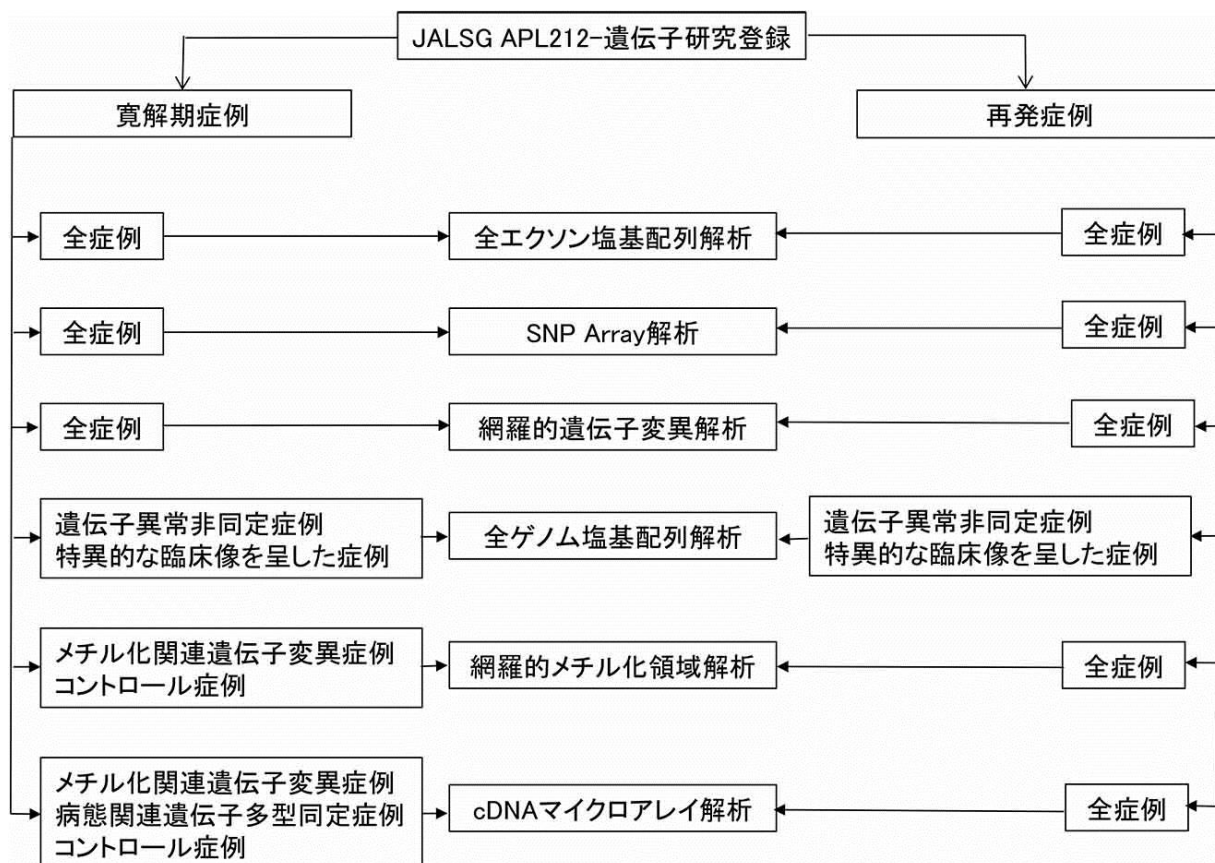 JALSG APL212-遺伝子研究登録
寛解期症例
再発症例
全症例
全エクソン塩基配列解析
全症例
全症例
SNP Array解析
全症例
全症例
網羅的遺伝子変異解析
全症例
遺伝子異常非同定症例
特異的な臨床像を呈した症例
全ゲノム塩基配列解析
遺伝子異常非同定症例
特異的な臨床像を呈した症例
メチル化関連遺伝子変異症例
コントロール症例
網羅的メチル化領域解析
全症例
メチル化関連遺伝子変異症例
病態関連遺伝子多型同定症例
コントロール症例
cDNAマイクロアレイ解析
全症例